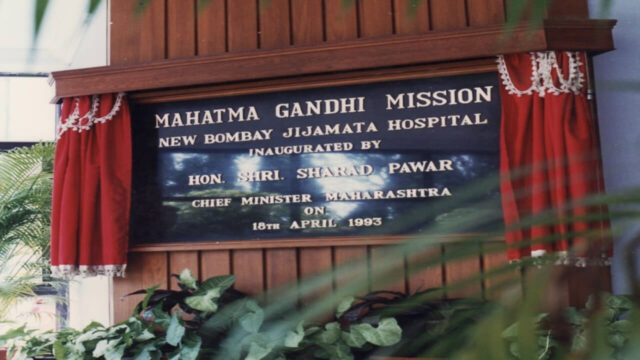 MAHATMA GANDHI MISSION
NEW BOMBAY JIJAMATA HOSPITAL
INAUGURATED BY
HON. SHRI. SHARAD PAWAR
CHIEF MINISTER MAHARASHTRA
ON
18TH APRIL 1993